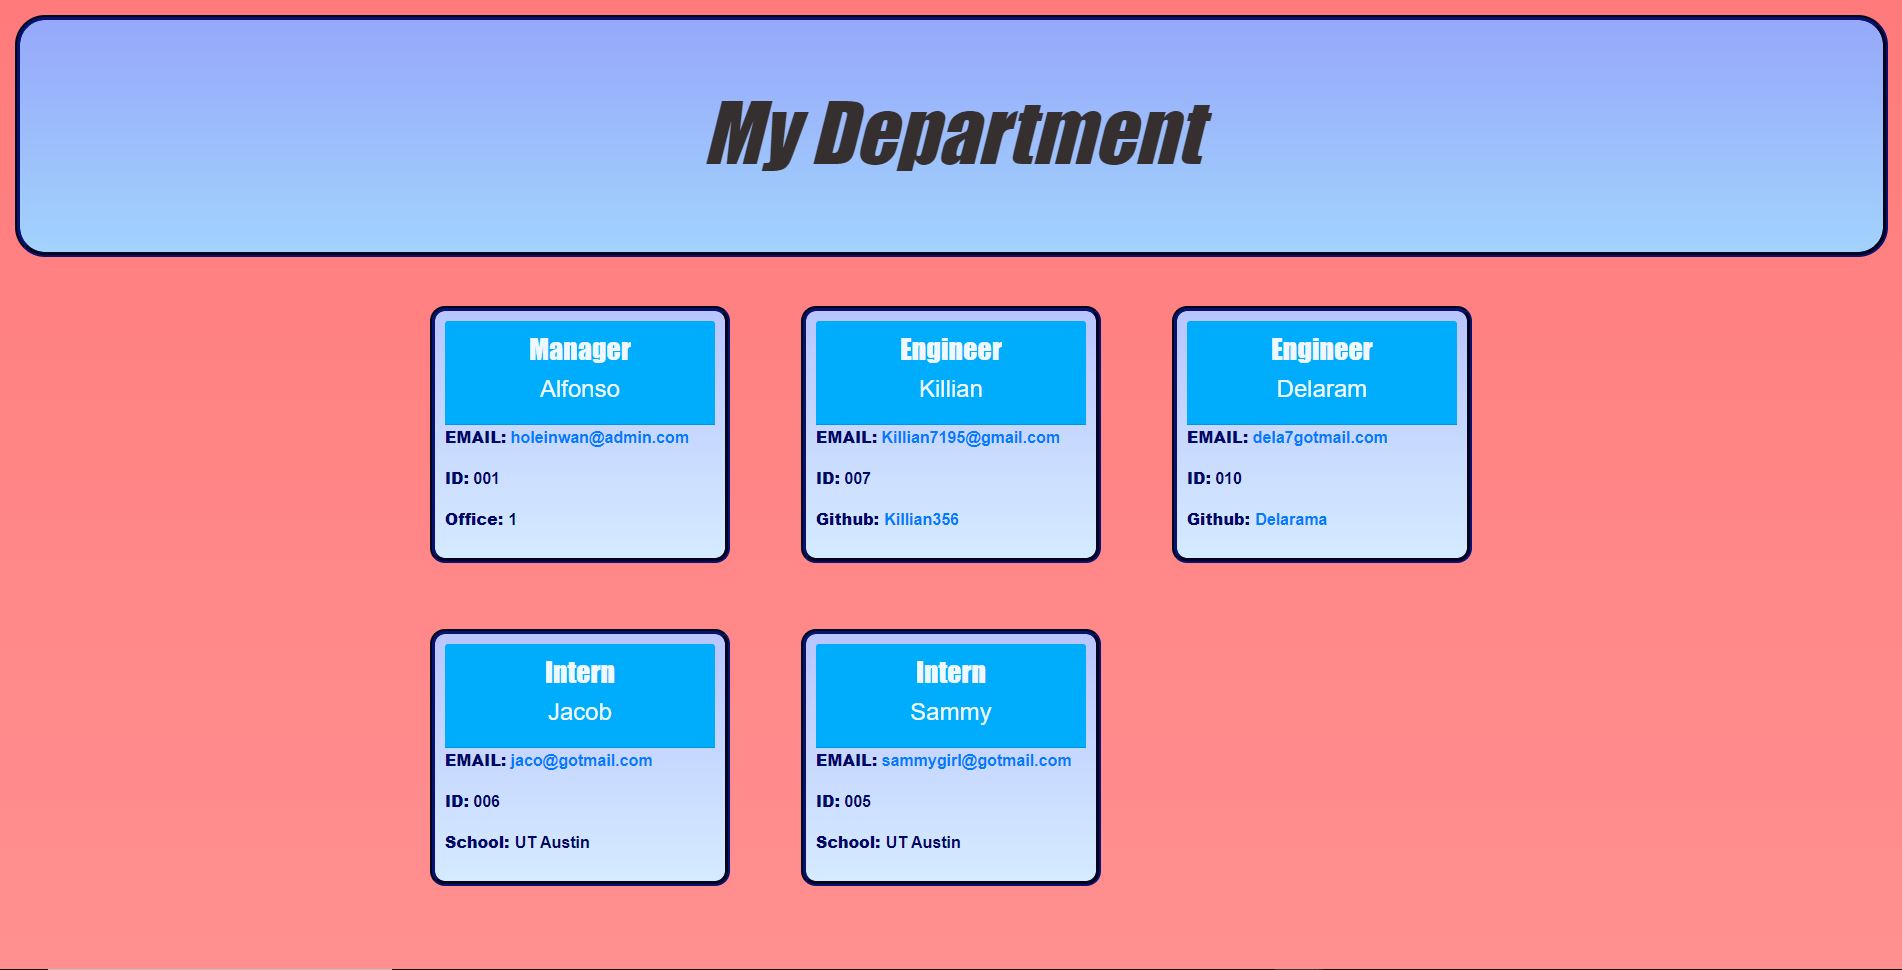 My Department
Manager
Alfonso
EMAIL: holeinwan@admin.com
ID: 001
Office: 1
Engineer
Killian
EMAIL: Killian7195@gmail.com
ID: 007
Github: Killian356
Engineer
Delaram
EMAIL: dela7gotmail.com
ID: 010
Github: Delarama
Intern
Jacob
EMAIL: jaco@gotmail.com
ID: 006
School: UT Austin
Intern
Sammy
EMAIL: sammygirl@gotmail.com
ID: 005
School: UT Austin